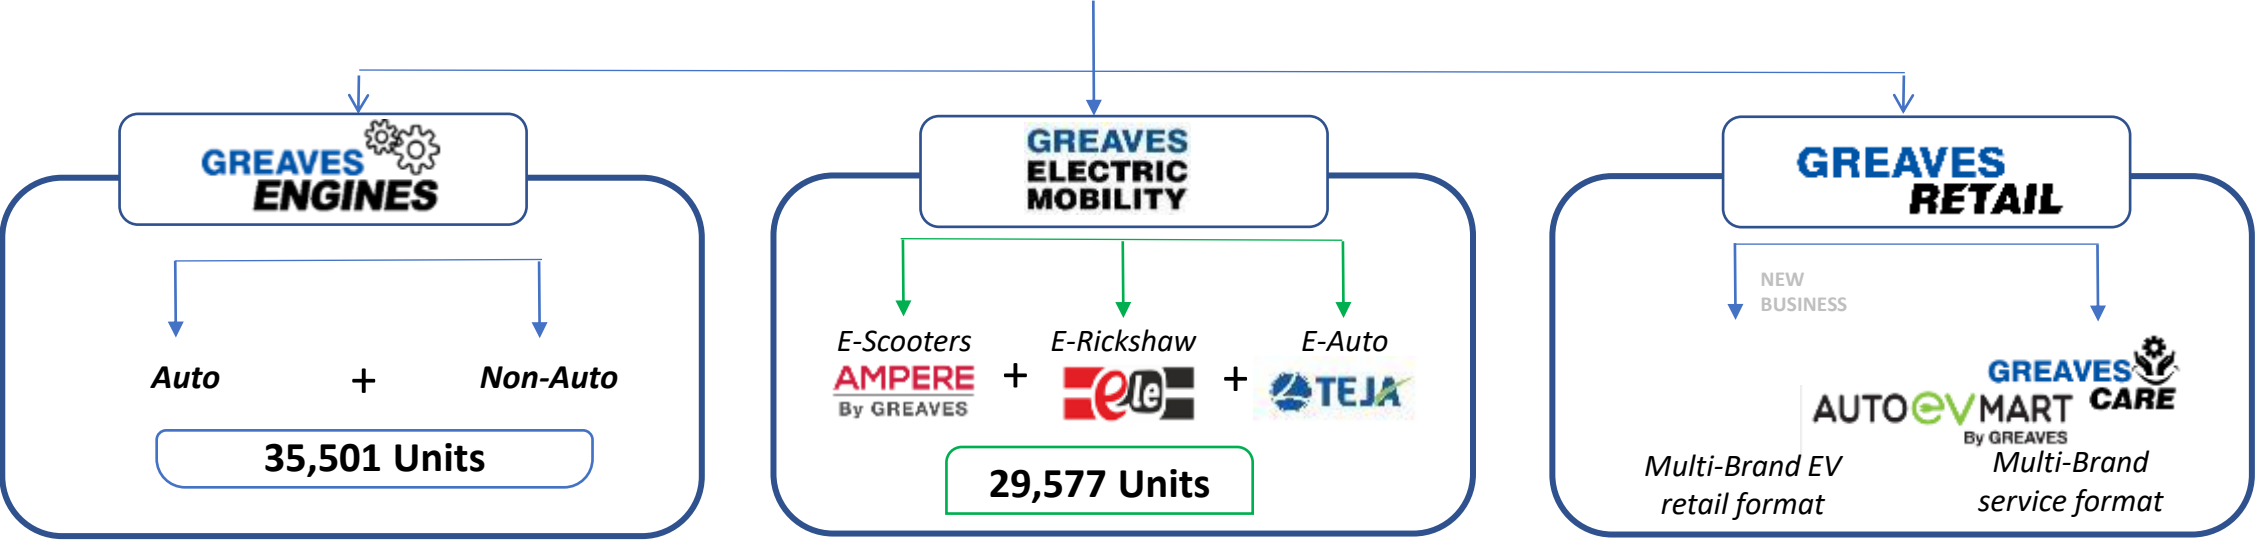 GREAVES
ENGINES
Auto + Non-Auto
35,501 Units
GREAVES
ELECTRIC
MOBILITY
E-Scooters
AMPERE
By GREAVES
+
E-Rickshaw
ele
+
E-Auto
TEJA
29,577 Units
GREAVES
RETAIL
NEW
BUSINESS
AUTOEVMART
By GREAVES
Multi-Brand EV
retail format
GREAVES
CARE
Multi-Brand
service format